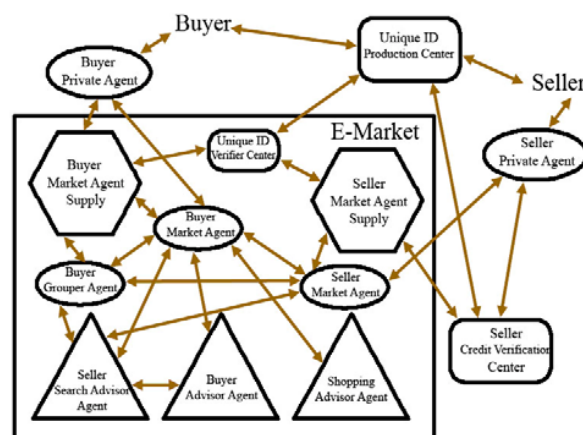 Buyer
Unique ID
Production Center
Buyer
Private Agent
Seller
E-Market
Unique ID
Verifier Center
Seller
Private Agent
Buyer
Market Agent
Supply
Seller
Market Agent
Supply
Buyer
Market Agent
Buyer
Grouper Agent
Seller
Market Agent
Seller
Credit Verification
Center
Seller
Search Advisor
Agent
Buyer
Advisor Agent
Shopping
Advisor Agent